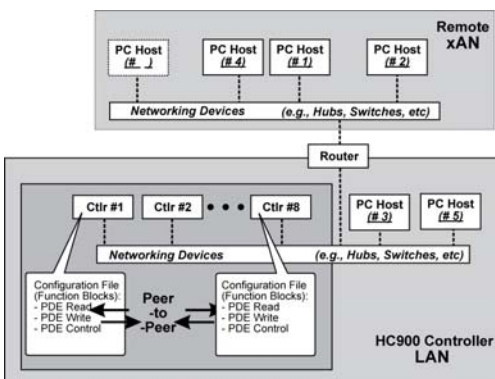 Remote
xAN
PC Host
(# _ )
PC Host
(# 4)
PC Host
(# 1)
PC Host
(# 2)
Networking Devices (e.g., Hubs, Switches, etc)
Router
Ctlr #1
Ctlr #2
• • •
Ctlr #8
PC Host
(# 3)
PC Host
(# 5)
Networking Devices (e.g., Hubs, Switches, etc)
Configuration File
(Function Blocks):
- PDE Read
- PDE Write
- PDE Control
Peer
-to
-Peer
Configuration File
(Function Blocks):
- PDE Read
- PDE Write
- PDE Control
HC900 Controller
LAN